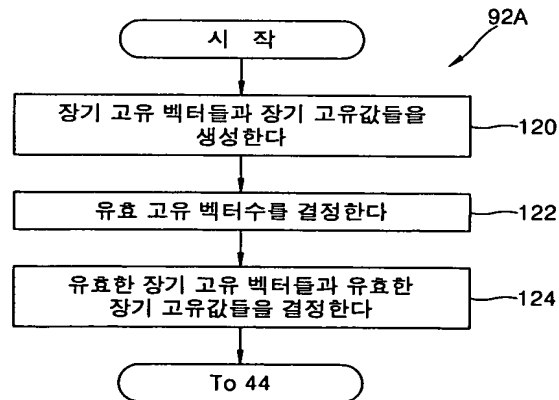 92A
시 작
장기 고유 벡터들과 장기 고유값들을
생성한다
120
유효 고유 벡터수를 결정한다
122
유효한 장기 고유 벡터들과 유효한
장기 고유값들을 결정한다
124
To 44